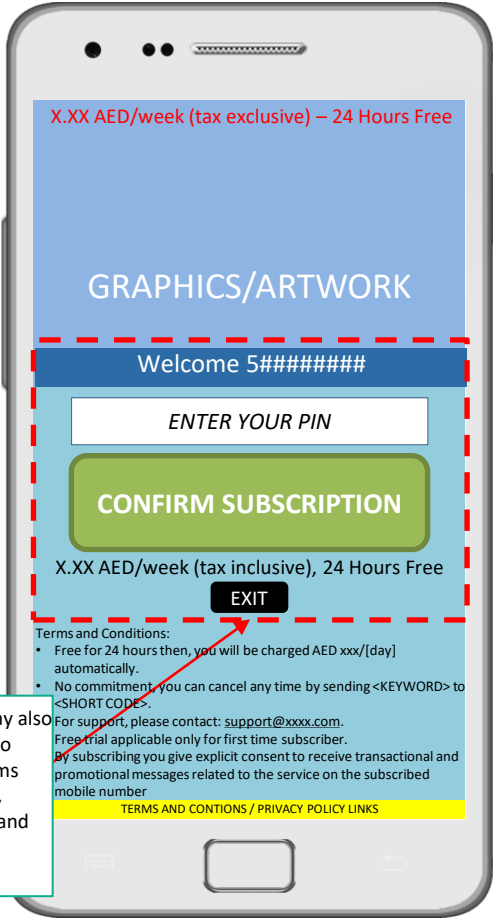 X.XX AED/week (tax exclusive) – 24 Hours Free
GRAPHICS/ARTWORK
Welcome 5########
ENTER YOUR PIN
CONFIRM SUBSCRIPTION
X.XX AED/week (tax inclusive), 24 Hours Free
EXIT
Terms and Conditions:
• Free for 24 hours then, you will be charged AED xxx/[day]
automatically.
• No commitment, you can cancel any time by sending <KEYWORD> to
<SHORT CODE>.
For support, please contact: support@xxxx.com.
Free trial applicable only for first time subscriber.
By subscribing you give explicit consent to receive transactional and
promotional messages related to the service on the subscribed
mobile number
TERMS AND CONTIONS / PRIVACY POLICY LINKS
also
and